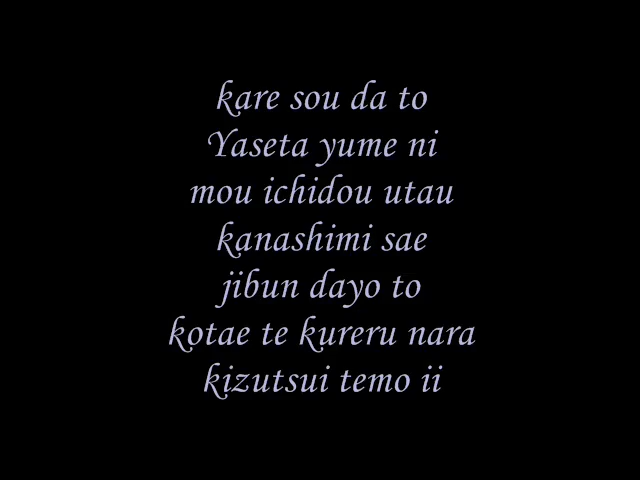 kare sou da to
Yaseta yume ni
mou ichidou utau
kanashimi sae
jibun dayo to
kotae te kureru nara
kizutsui temo ii